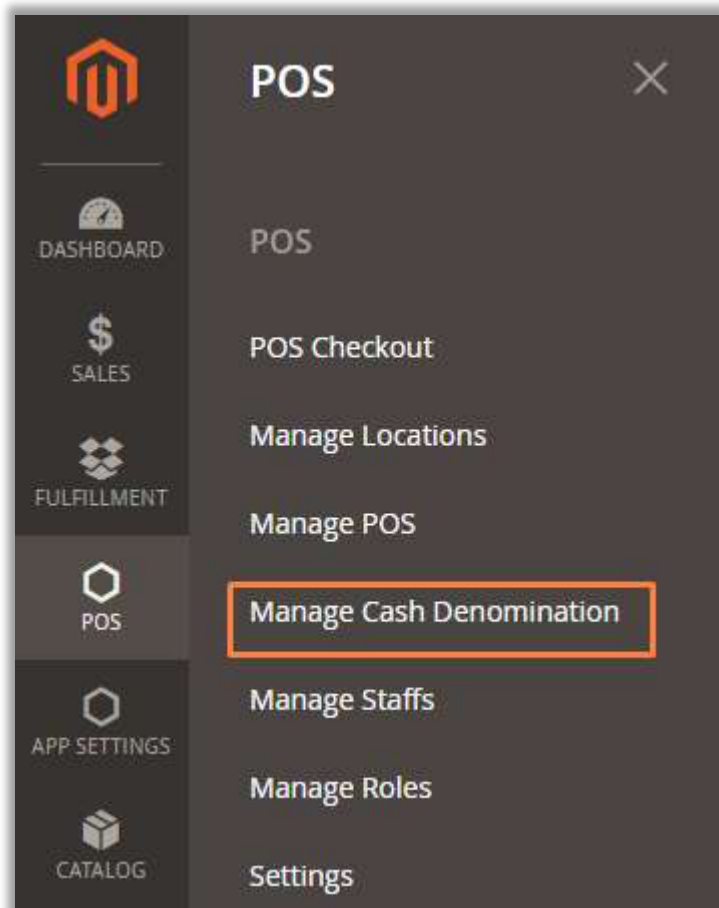 POS
DASHBOARD
POS
$
SALES
POS Checkout
Manage Locations
FULFILLMENT
Manage POS
POS
Manage Cash Denomination
Manage Staffs
APP SETTINGS
Manage Roles
CATALOG
Settings